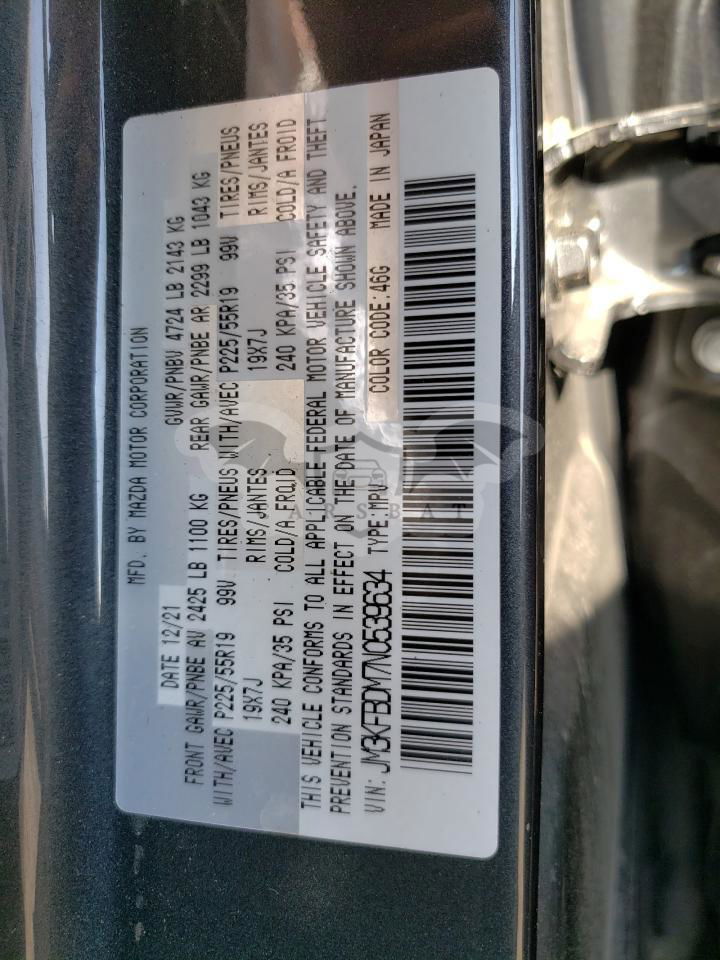 MFD. BY MAZDA MOTOR CORPORATION
DATE 12/21 GVWR/PNBV 4724 LB 2143 KG
FRONT GAWR/PNBE AV 2425 LB 1100 KG REAR GAWR/PNBE AR 2299 LB 1043 KG
WITH/AVEC P225/55R19 99V TIRES/PNEUS WITH/AVEC P225/55R19 99V TIRES/PNEUS
19X7J RIMS/JANTES 19X7J RIMS/JANTES
240 KPA/35 PSI COLD/A FROID 240 KPA/35 PSI COLD/A FROID
THIS VEHICLE CONFORMS TO ALL APPLICABLE FEDERAL MOTOR VEHICLE SAFETY AND THEFT
PREVENTION STANDARDS IN EFFECT ON THE DATE OF MANUFACTURE SHOWN ABOVE.
VIN: JM3KFBDM7N0539634 TYPE:MPV COLOR CODE:46G MADE IN JAPAN
ARSBAT